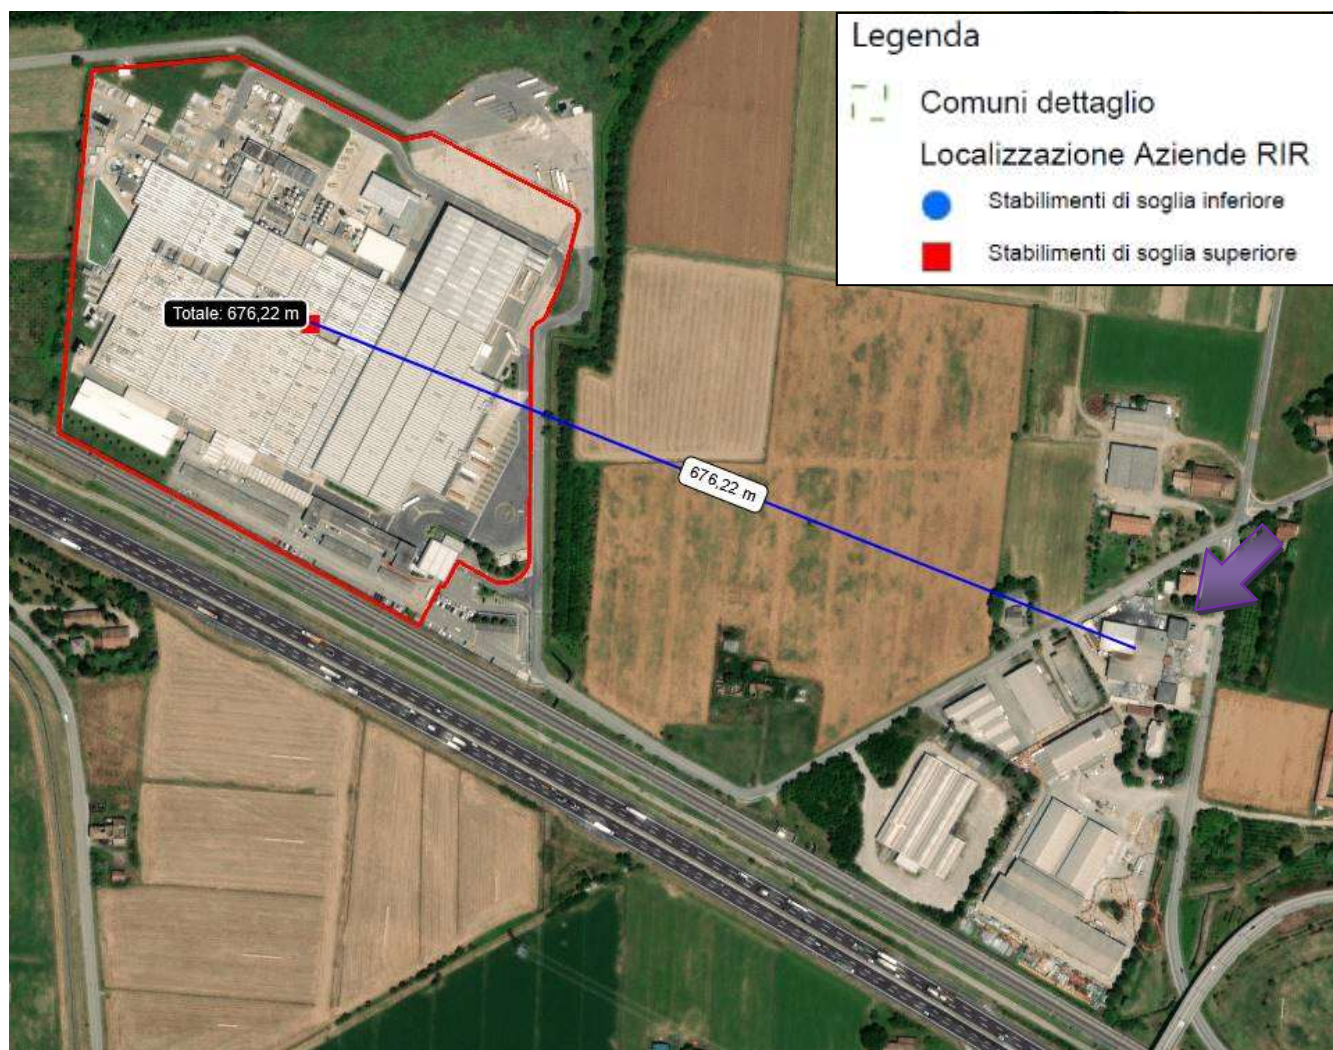 Legenda
Comuni dettaglio
Localizzazione Aziende RIR
Stabilimenti di soglia inferiore
Stabilimenti di soglia superiore
Totale: 676,22 m
676,22 m